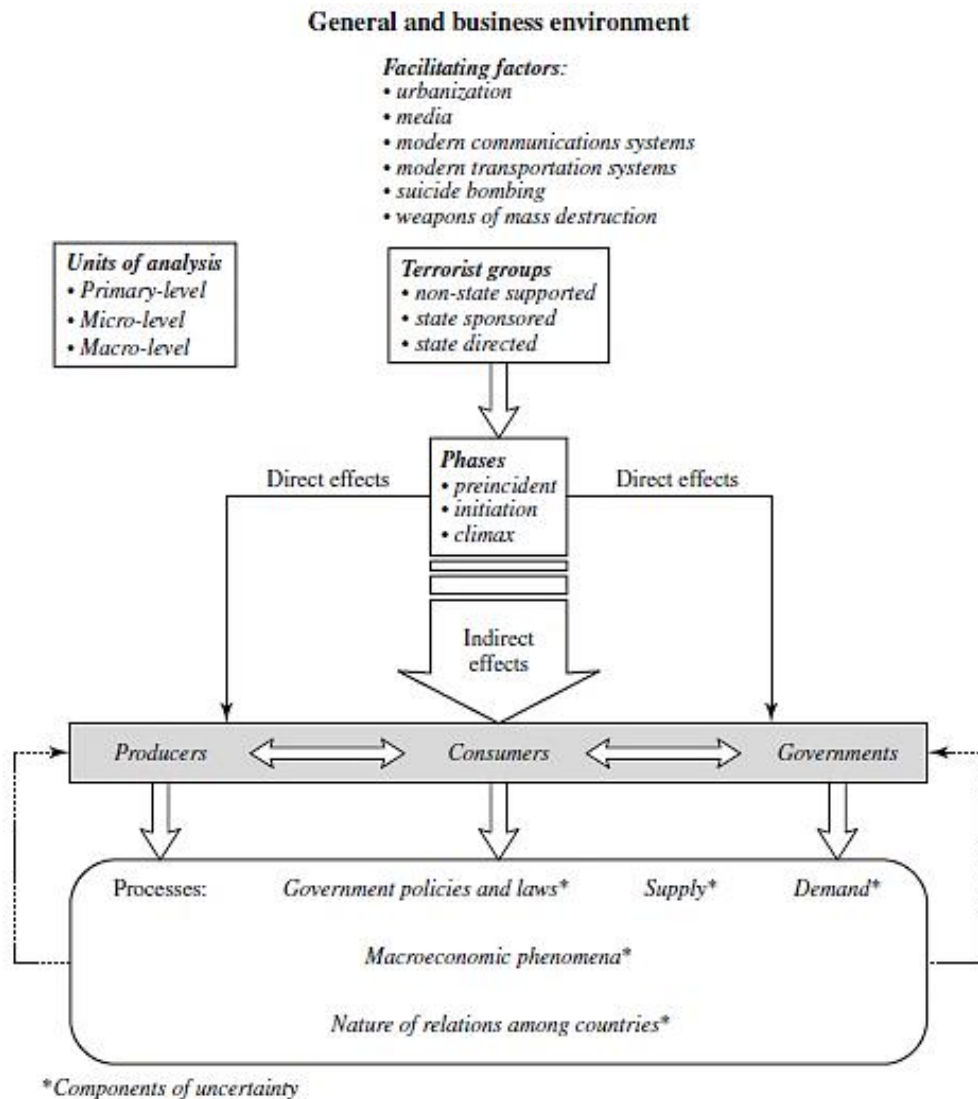 General and business environment
Facilitating factors:
• urbanization
• media
• modern communications systems
• modern transportation systems
• suicide bombing
• weapons of mass destruction
Units of analysis
• Primary-level
• Micro-level
• Macro-level
Terrorist groups
• non-state supported
• state sponsored
• state directed
Phases
• preincident
• initiation
• climax
Direct effects
Direct effects
Indirect
effects
Producers
Consumers
Governments
Processes: Government policies and laws* Supply* Demand*
Macroeconomic phenomena*
Nature of relations among countries*
*Components of uncertainty